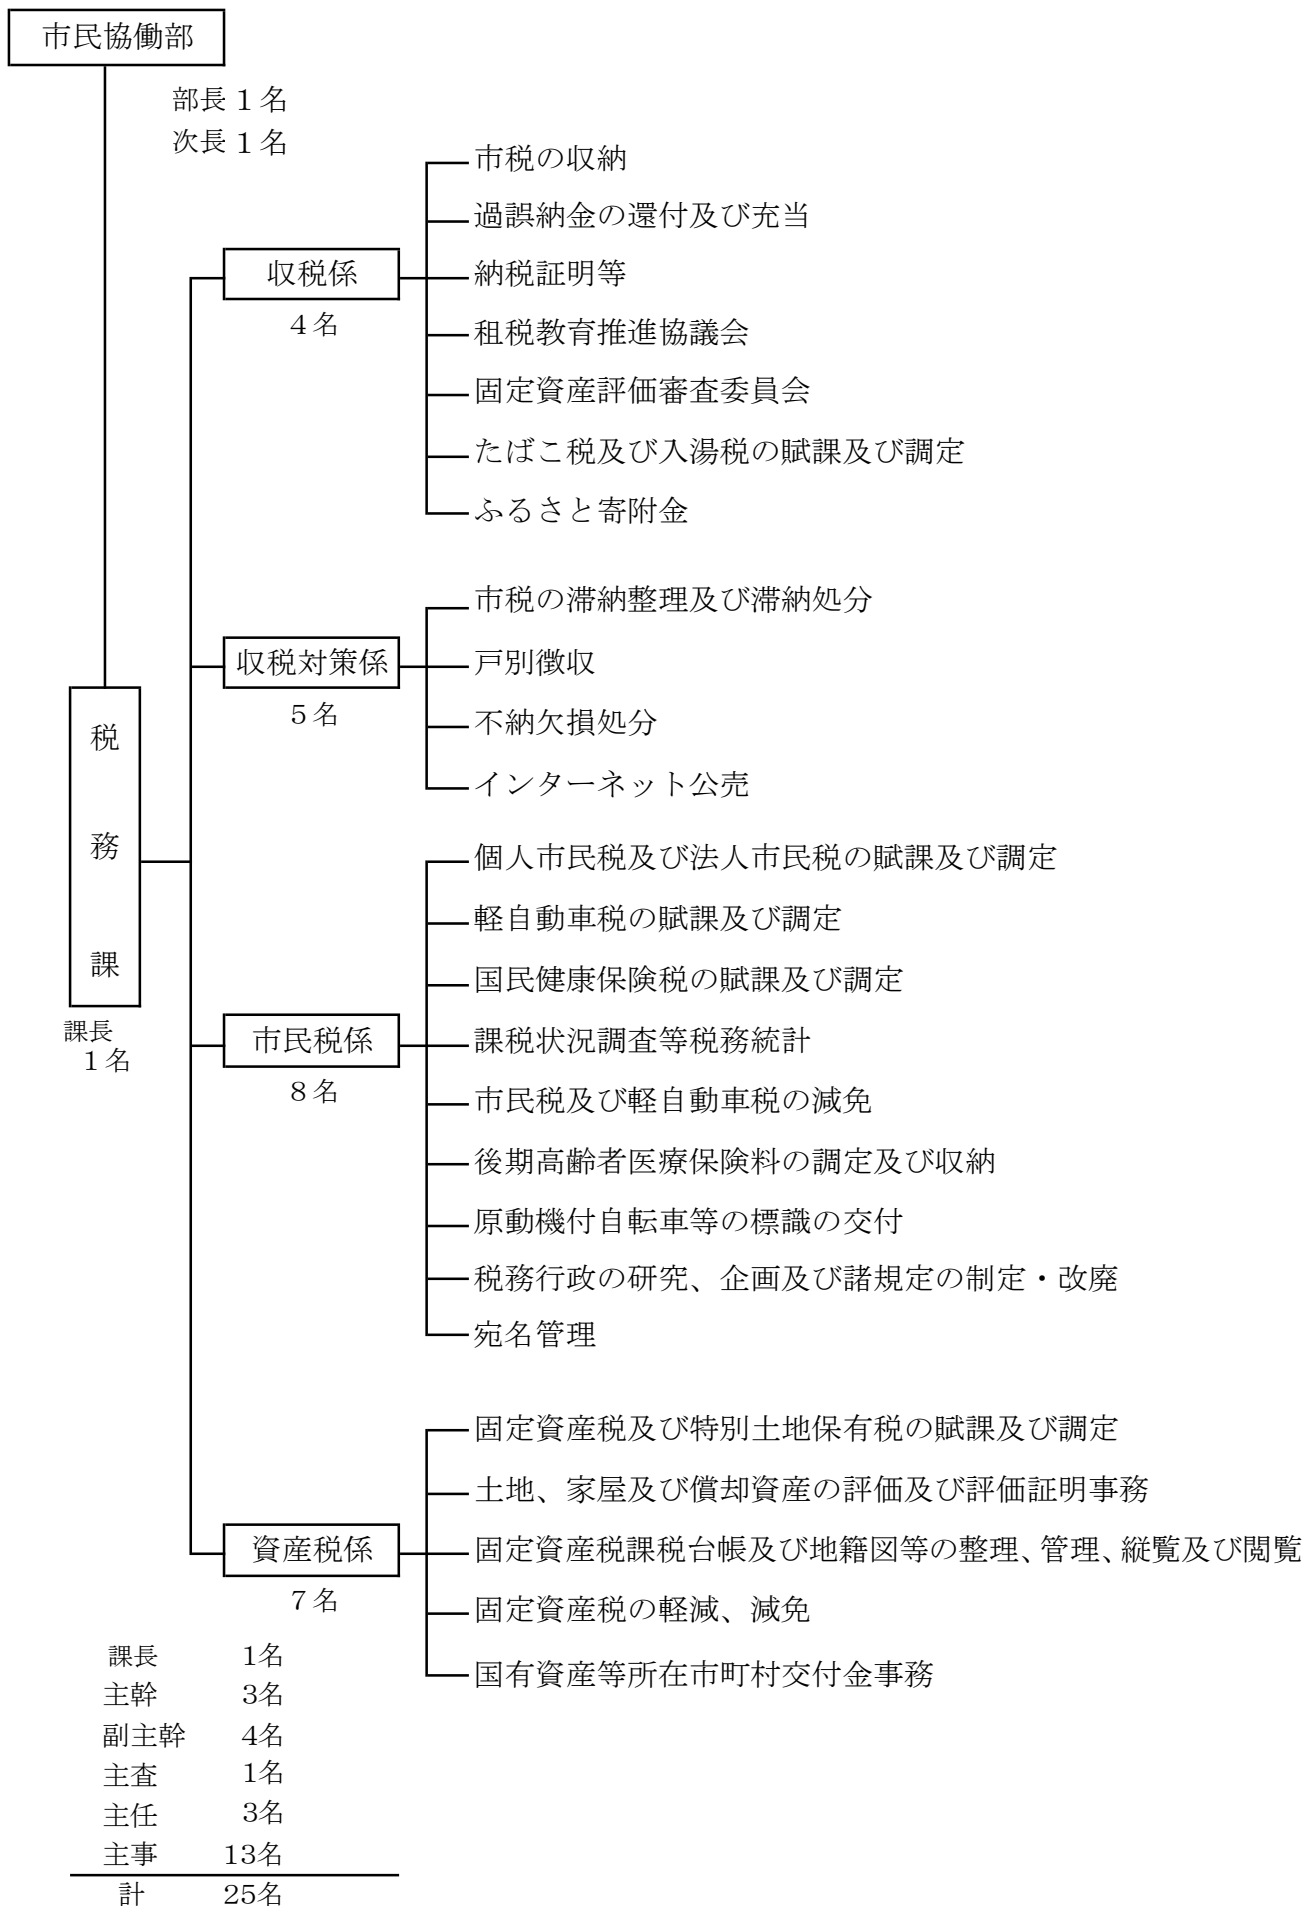 市民協働部
部長 1 名
次長 1 名
収税係
４名
市税の収納
過誤納金の還付及び充当
納税証明等
租税教育推進協議会
固定資産評価審査委員会
たばこ税及び入湯税の賦課及び調定
ふるさと寄附金
収税対策係
５名
市税の滞納整理及び滞納処分
戸別徴収
不納欠損処分
インターネット公売
税務課
課長
１名
市民税係
８名
個人市民税及び法人市民税の賦課及び調定
軽自動車税の賦課及び調定
国民健康保険税の賦課及び調定
課税状況調査等税務統計
市民税及び軽自動車税の減免
後期高齢者医療保険料の調定及び収納
原動機付自転車等の標識の交付
税務行政の研究、企画及び諸規定の制定・改廃
宛名管理
資産税係
７名
固定資産税及び特別土地保有税の賦課及び調定
土地、家屋及び償却資産の評価及び評価証明事務
固定資産税課税台帳及び地籍図等の整理、管理、縦覧及び閲覧
固定資産税の軽減、減免
国有資産等所在市町村交付金事務
課長 1名
主幹 3名
副主幹 4名
主査 1名
主任 3名
主事 13名
計 25名